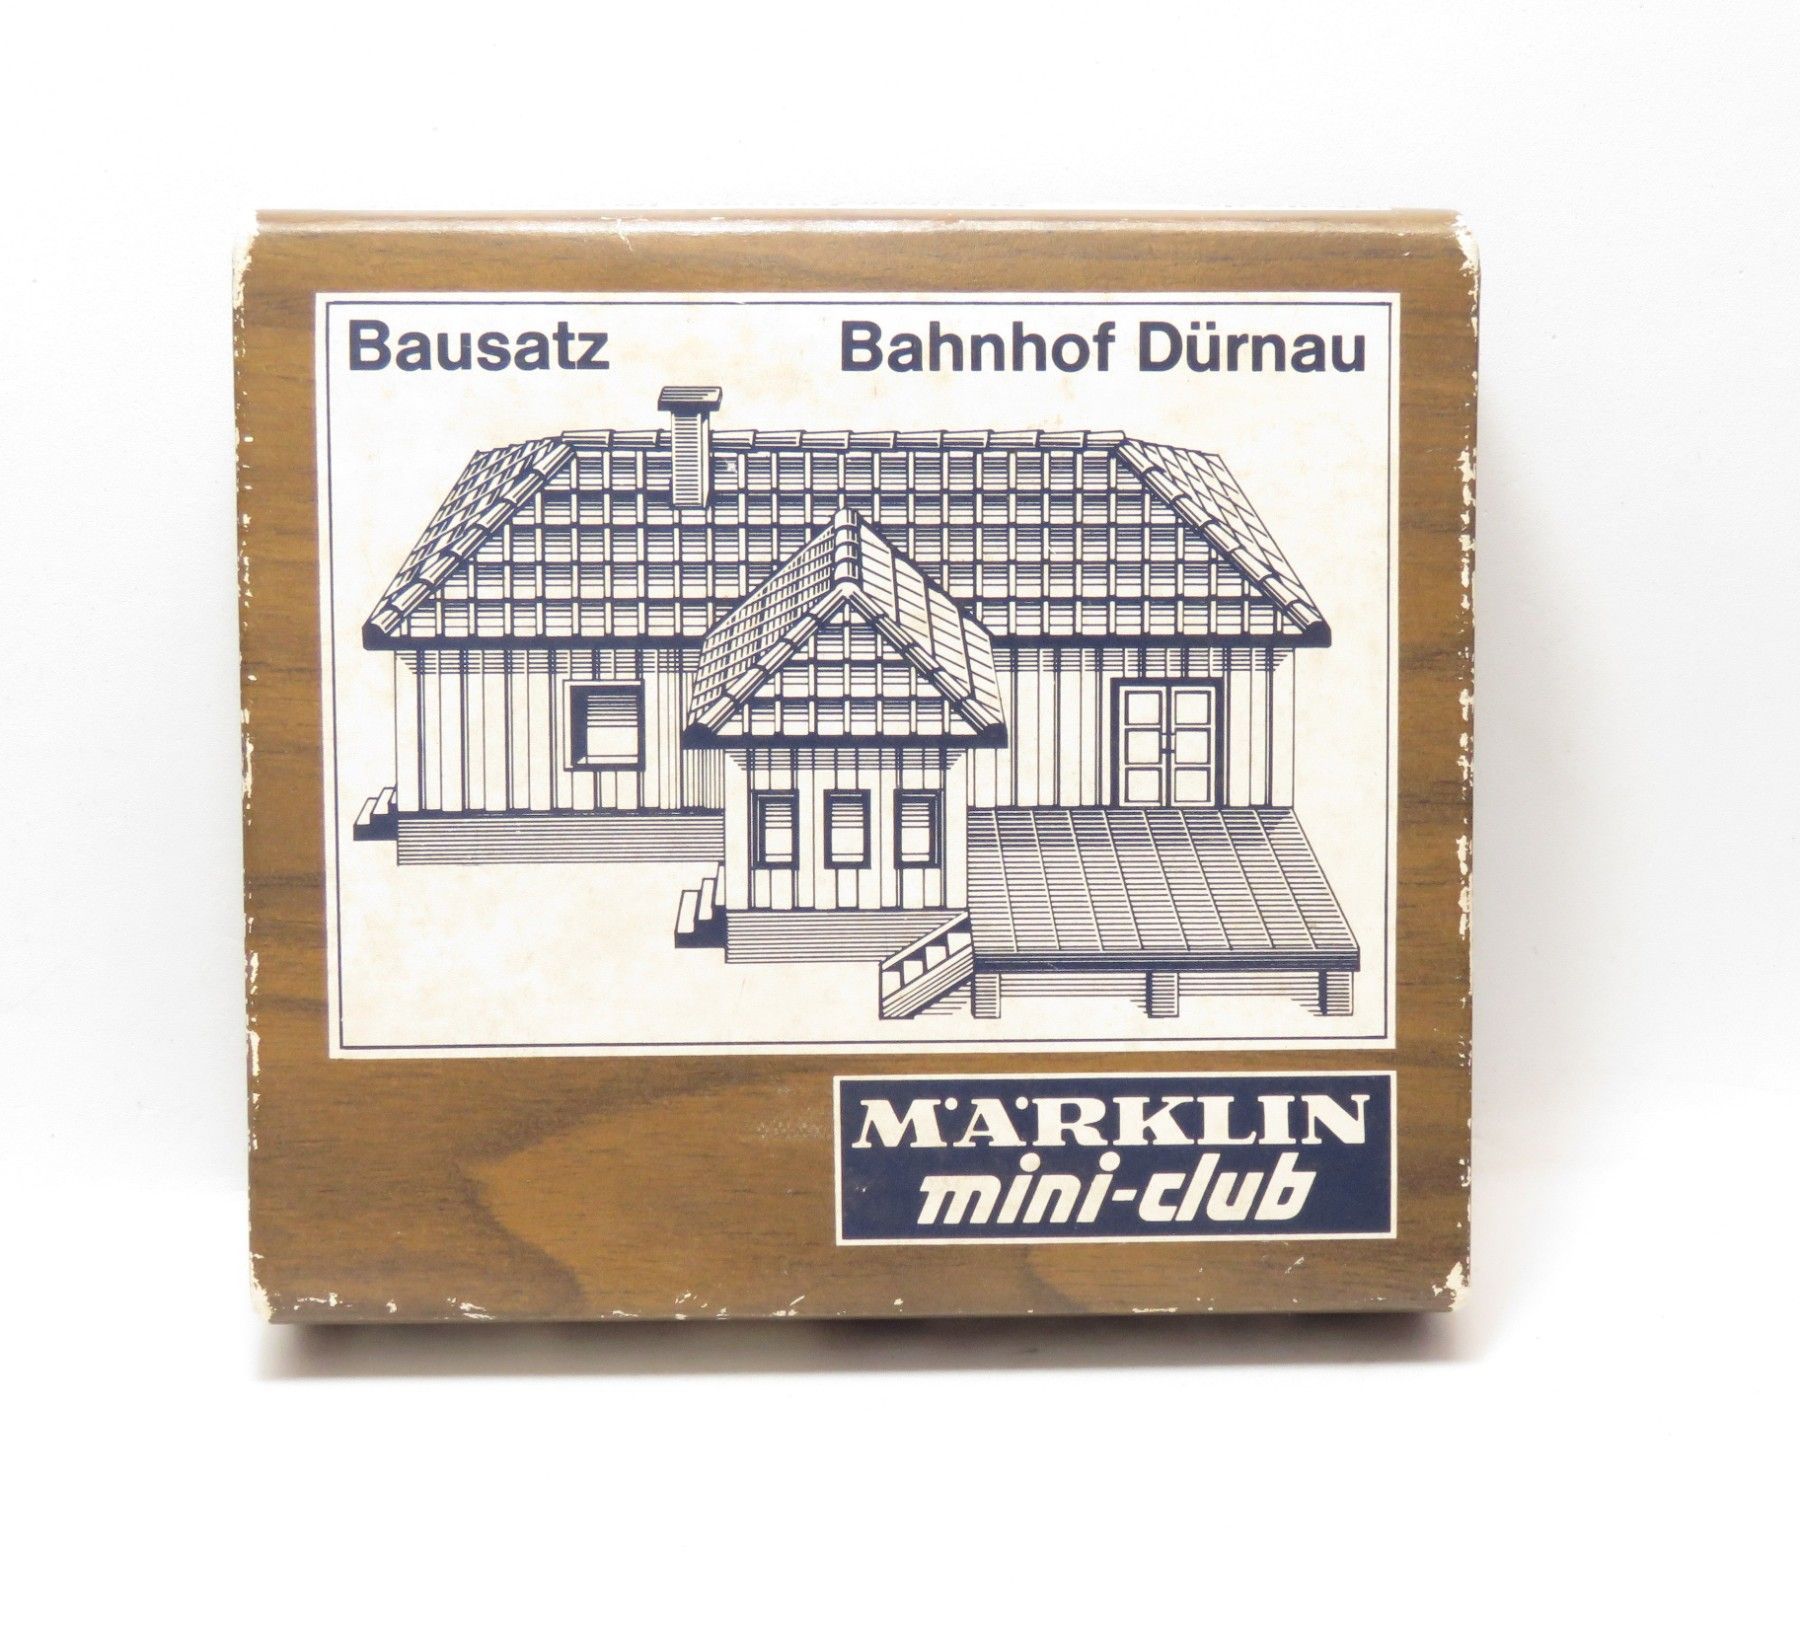 Bausatz Bahnhof Dürnau
MÄRKLIN
mini-club